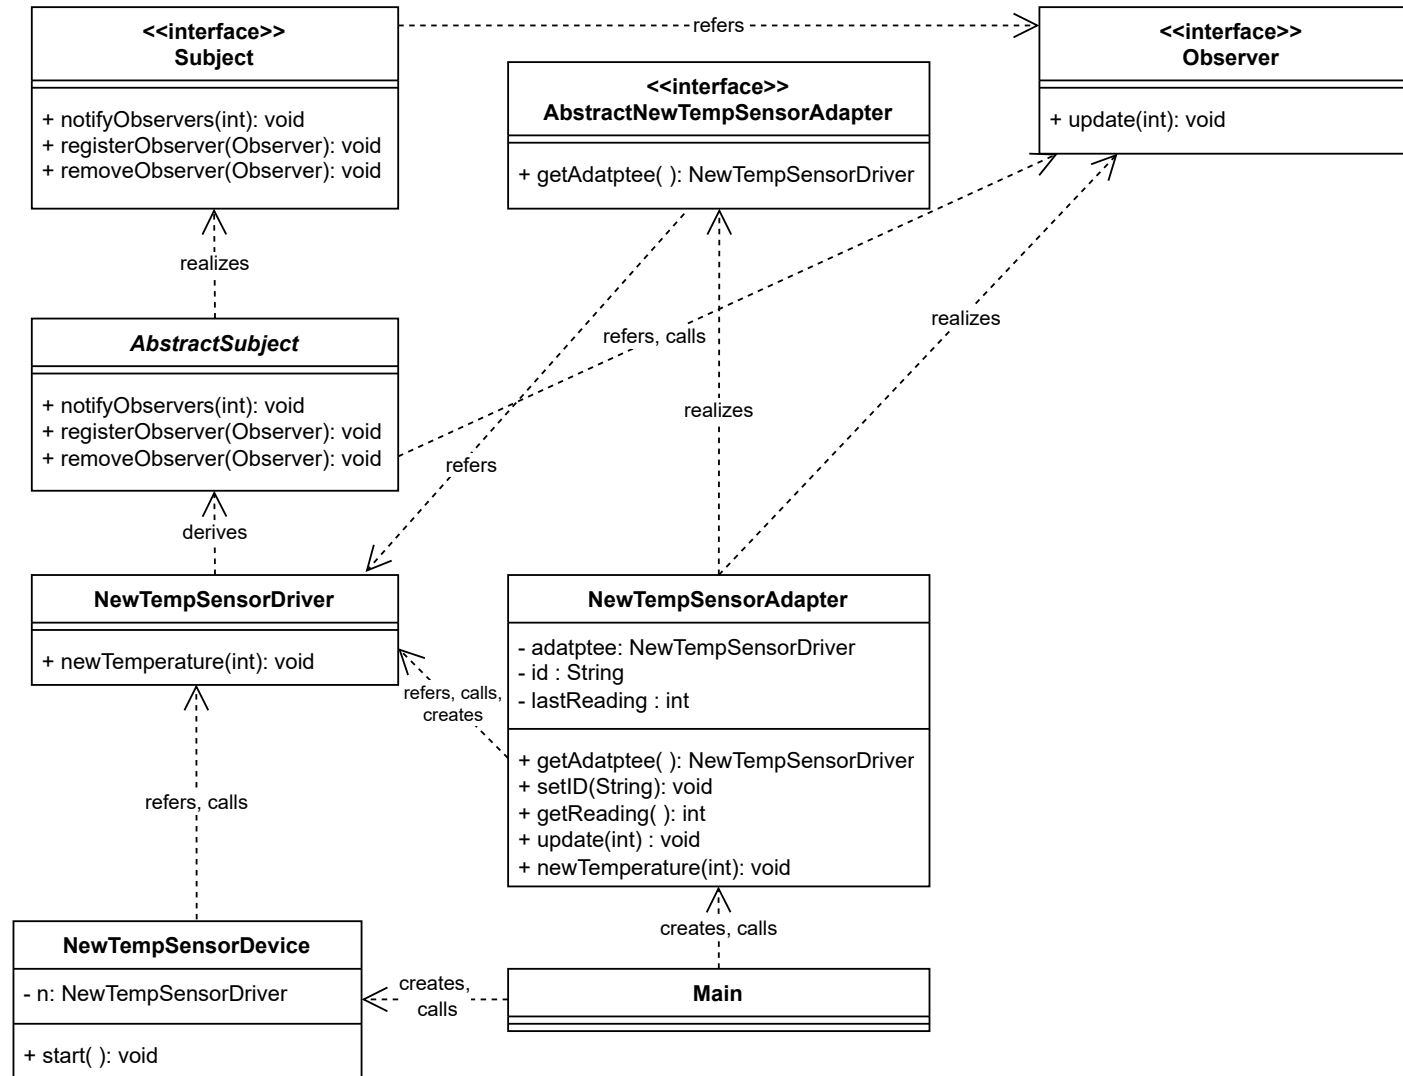 <<interface>>
Subject
+ notifyObservers(int): void
+ registerObserver(Observer): void
+ removeObserver(Observer): void
refers
<<interface>>
Observer
+ update(int): void
<<interface>>
AbstractNewTempSensorAdapter
+ getAdatptee( ): NewTempSensorDriver
realizes
AbstractSubject
+ notifyObservers(int): void
+ registerObserver(Observer): void
+ removeObserver(Observer): void
refers, calls
realizes
realizes
refers
derives
NewTempSensorDriver
+ newTemperature(int): void
NewTempSensorAdapter
- adatptee: NewTempSensorDriver
- id : String
- lastReading : int
+ getAdatptee( ): NewTempSensorDriver
+ setID(String): void
+ getReading( ): int
+ update(int) : void
+ newTemperature(int): void
refers, calls,
creates
refers, calls
creates, calls
NewTempSensorDevice
- n: NewTempSensorDriver
+ start( ): void
creates,
calls
Main